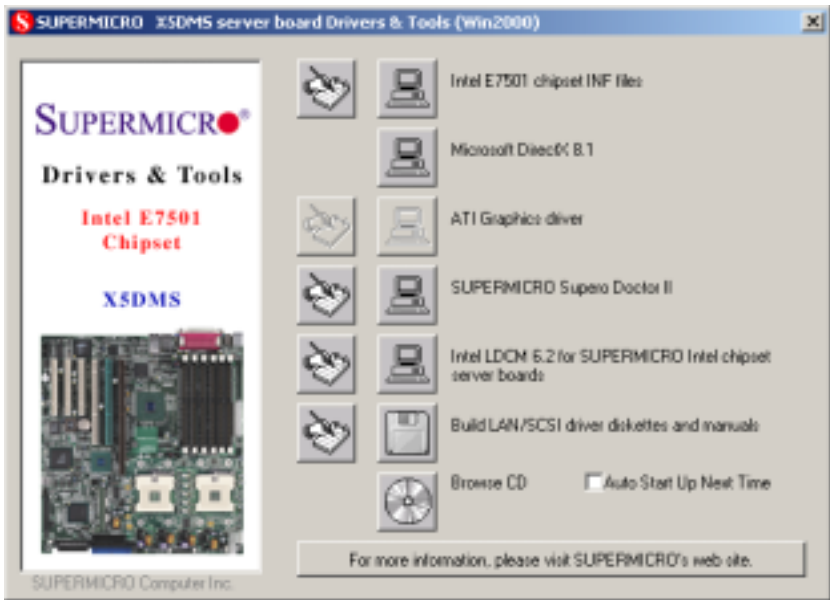 SUPERMICRO X5DMS server board Drivers & Tools (Win2000)
SUPERMICRO®
Drivers & Tools
Intel E7501
Chipset
X5DMS
SUPERMICRO Computer Inc.
Intel E7501 chipset INF files
Microsoft DirectX 8.1
ATI Graphics driver
SUPERMICRO Supero Doctor II
Intel LDCM 6.2 for SUPERMICRO Intel chipset
server boards
Build LAN/SCSI driver diskettes and manuals
Browse CD Auto Start Up Next Time
For more information, please visit SUPERMICRO's web site.